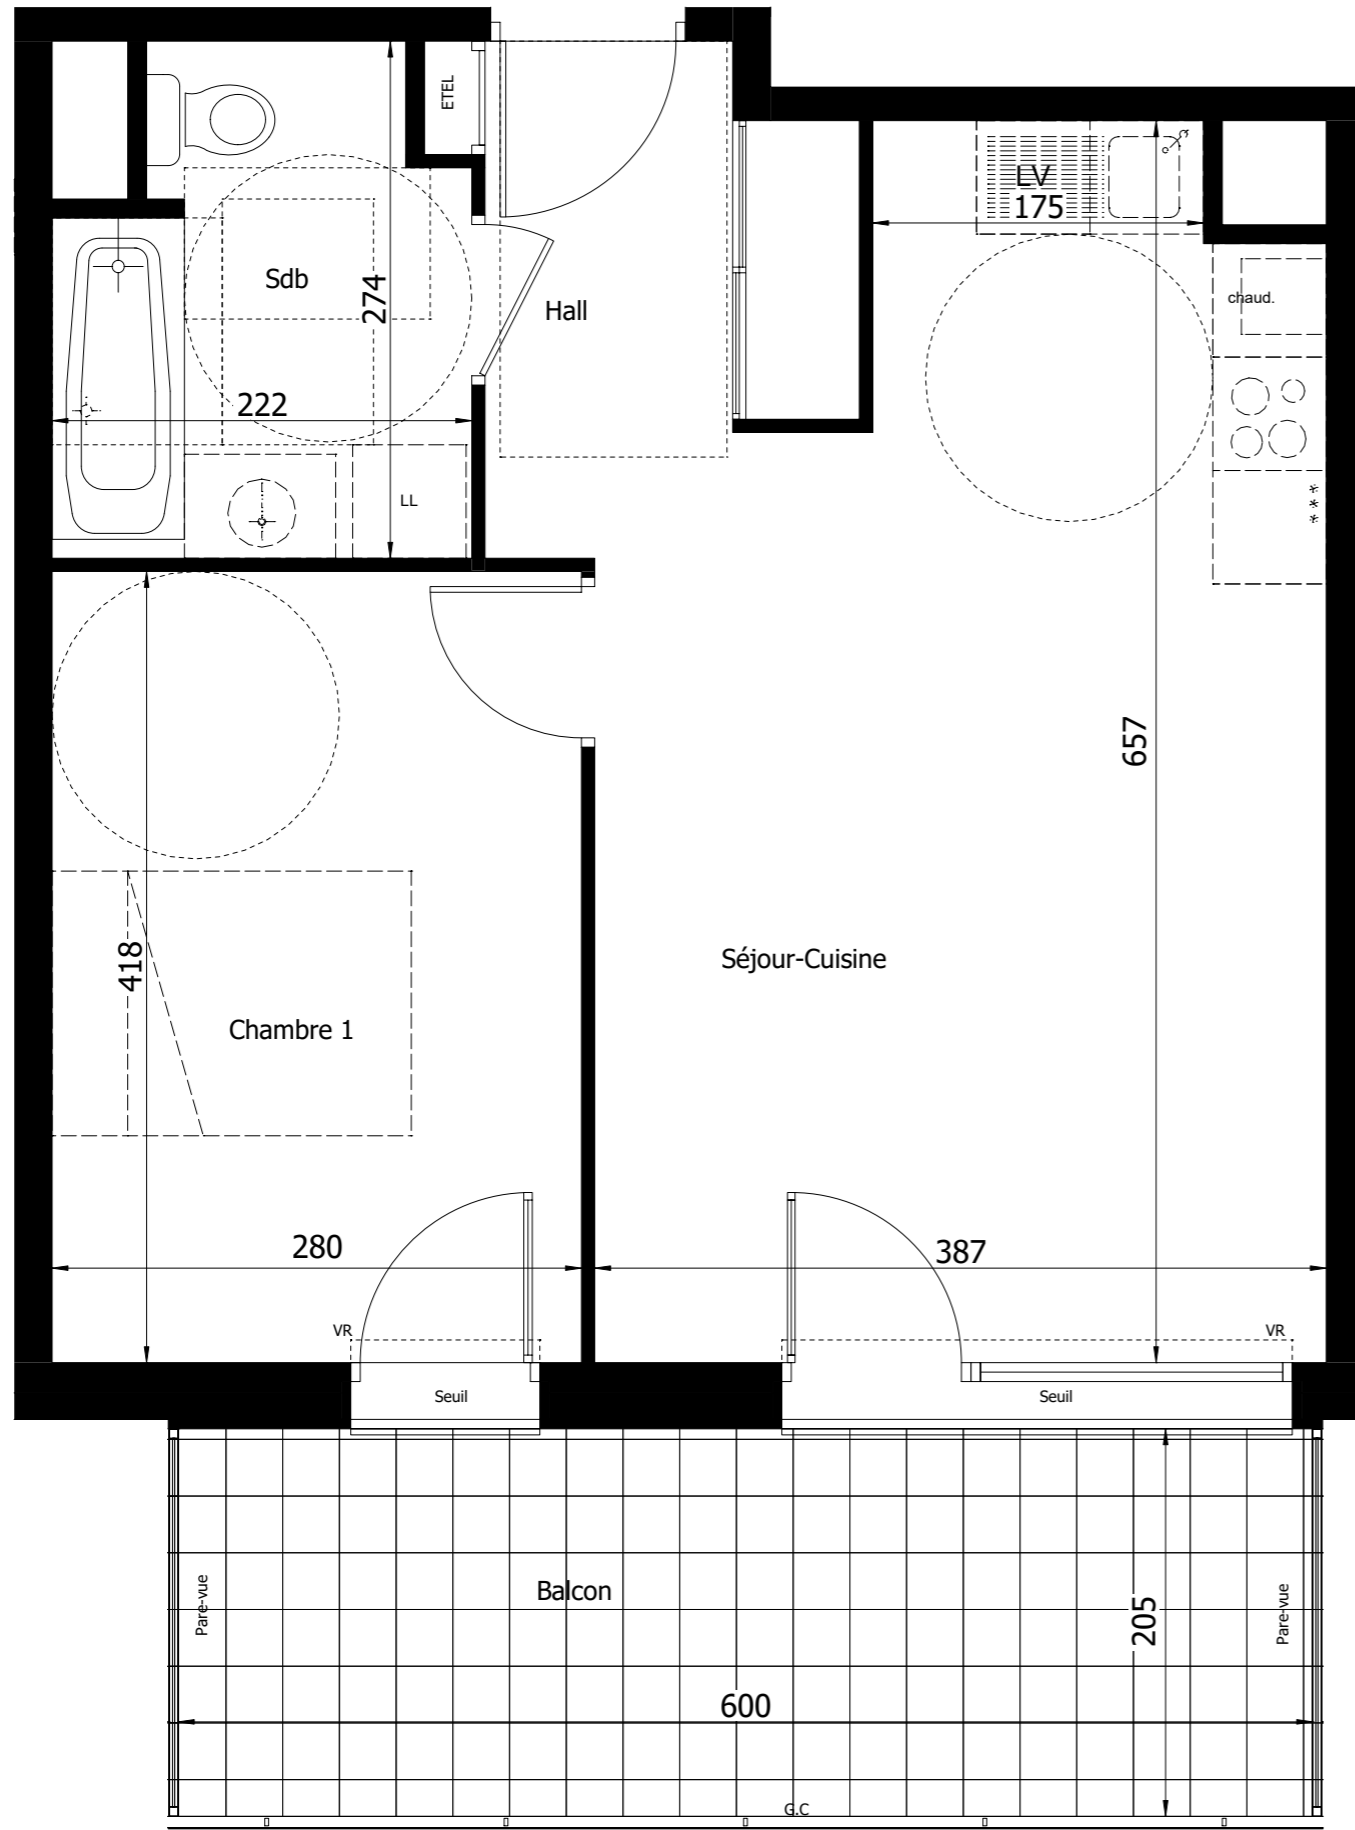 ETEL
LV
175
Sdb
274
Hall
chaud.
222
LL
***
657
418
Séjour-Cuisine
Chambre 1
280
387
VR
VR
Seuil
Seuil
Pare-vue
Balcon
205
Pare-vue
600
G.C